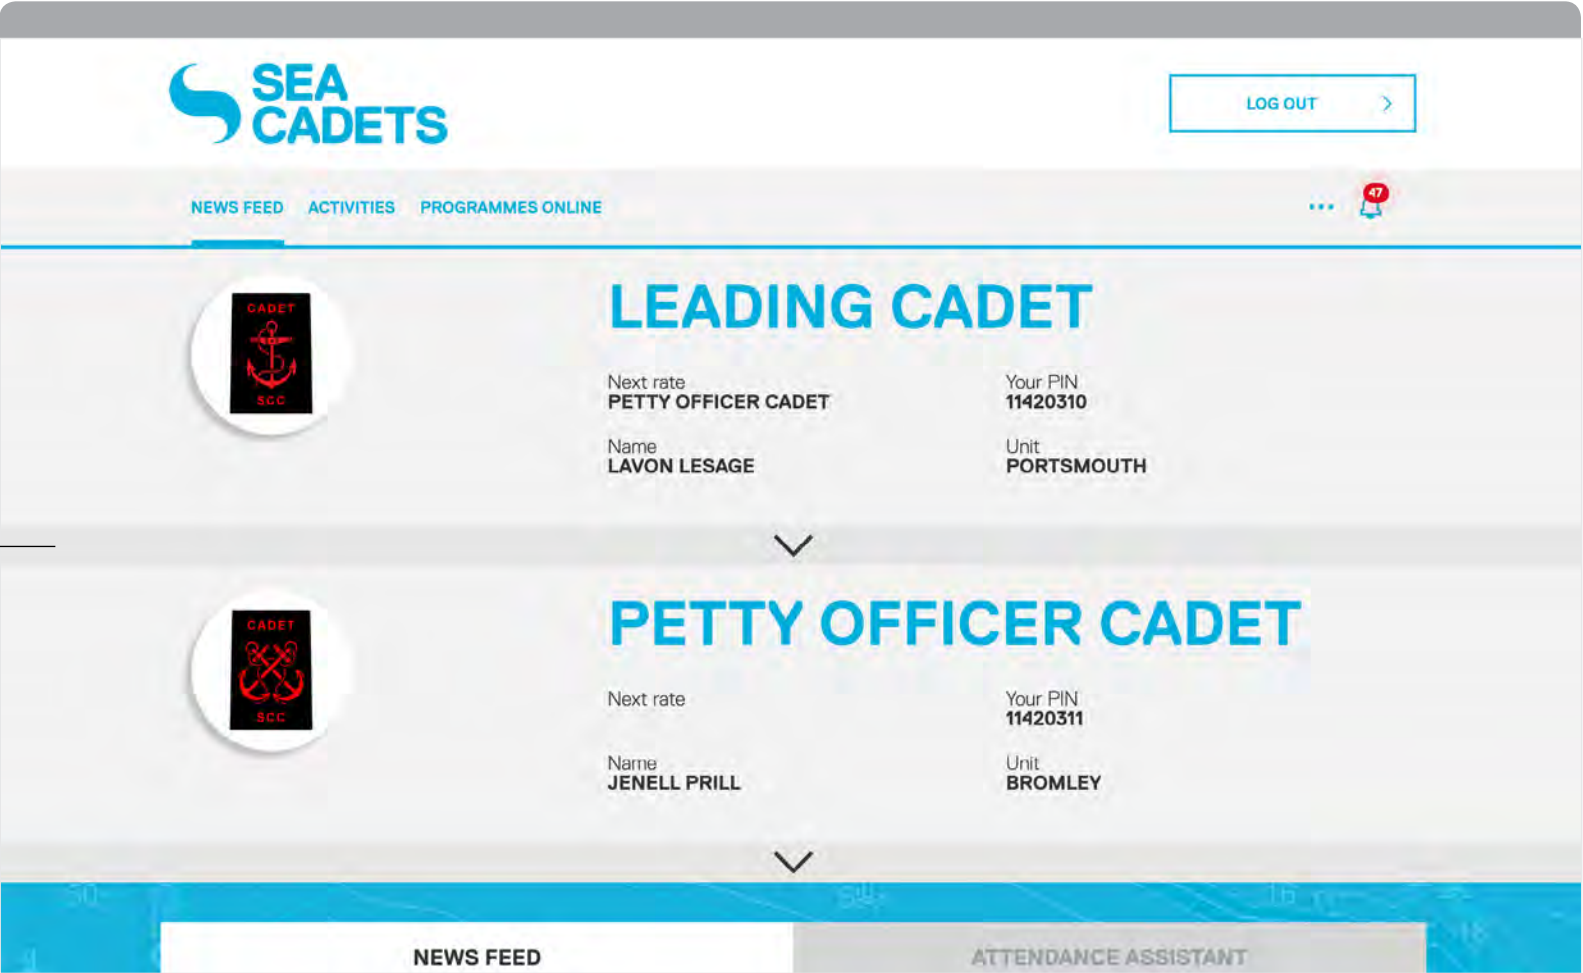 SEA
CADETS
LOG OUT
NEWS FEED ACTIVITIES PROGRAMMES ONLINE
47
CADET
SCC
LEADING CADET
Next rate
PETTY OFFICER CADET
Your PIN
11420310
Name
LAVON LESAGE
Unit
PORTSMOUTH
CADET
SCC
PETTY OFFICER CADET
Next rate
Your PIN
11420311
Name
JENELL PRILL
Unit
BROMLEY
NEWS FEED
ATTENDANCE ASSISTANT